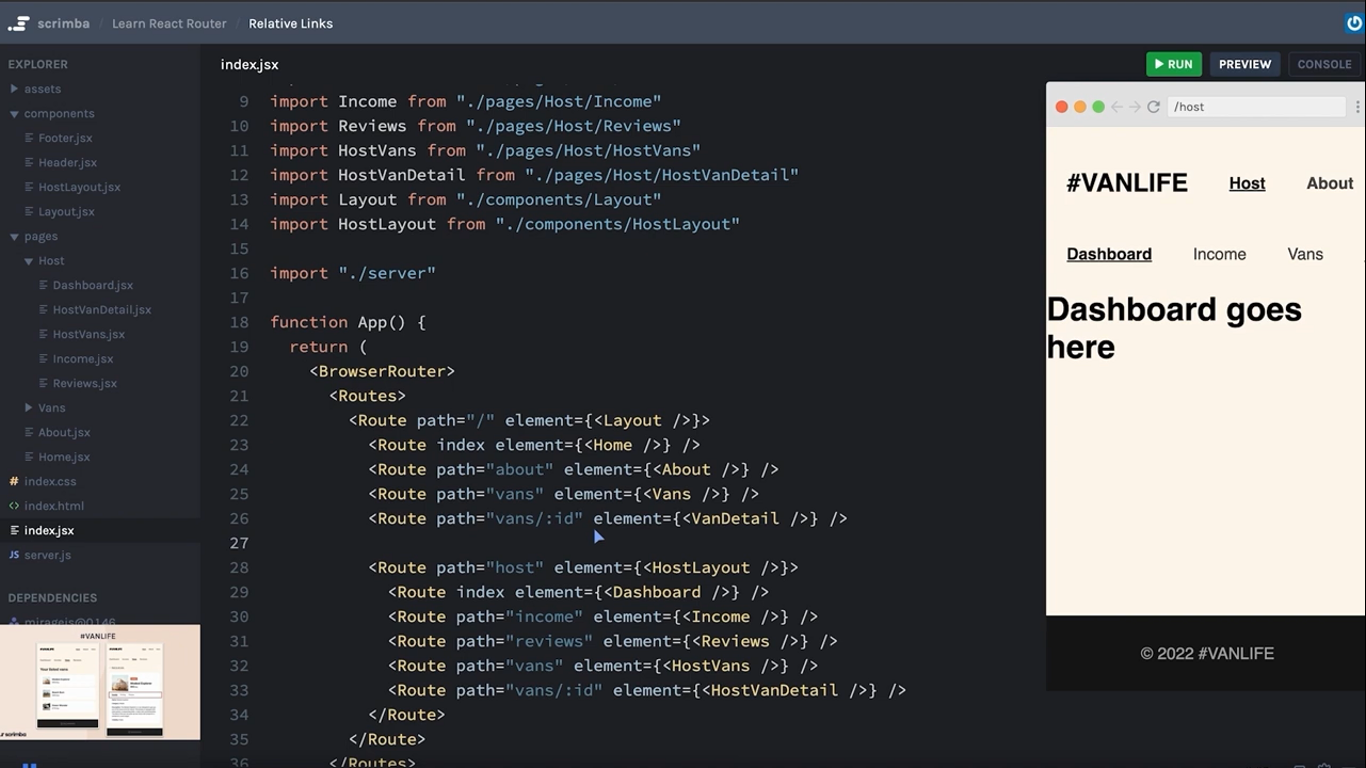 scrimba / Learn React Router / Relative Links
EXPLORER
assets
components
Footer.jsx
Header.jsx
HostLayout.jsx
Layout.jsx
pages
Host
Dashboard.jsx
HostVanDetail.jsx
HostVans.jsx
Income.jsx
Reviews.jsx
Vans
About.jsx
Home.jsx
# index.css
<> index.html
index.jsx
JS server.js
DEPENDENCIES
miragejs@0.1.46
#VANLIFE
scrimba
index.jsx
9 import Income from "./pages/Host/Income"
10 import Reviews from "./pages/Host/Reviews"
11 import HostVans from "./pages/Host/HostVans"
12 import HostVanDetail from "./pages/Host/HostVanDetail"
13 import Layout from "./components/Layout"
14 import HostLayout from "./components/HostLayout"
15
16 import "./server"
17
18 function App() {
19 return (
20 <BrowserRouter>
21 <Routes>
22 <Route path="/" element={<Layout />}>
23 <Route index element={<Home />} />
24 <Route path="about" element={<About />} />
25 <Route path="vans" element={<Vans />} />
26 <Route path="vans/:id" element={<VanDetail />} />
27
28 <Route path="host" element={<HostLayout />}>
29 <Route index element={<Dashboard />} />
30 <Route path="income" element={<Income />} />
31 <Route path="reviews" element={<Reviews />} />
32 <Route path="vans" element={<HostVans />} />
33 <Route path="vans/:id" element={<HostVanDetail />} />
34 </Route>
35 </Route>
36 </Routes>
RUN PREVIEW CONSOLE
/host
#VANLIFE Host About
Dashboard Income Vans
Dashboard goes
here
© 2022 #VANLIFE